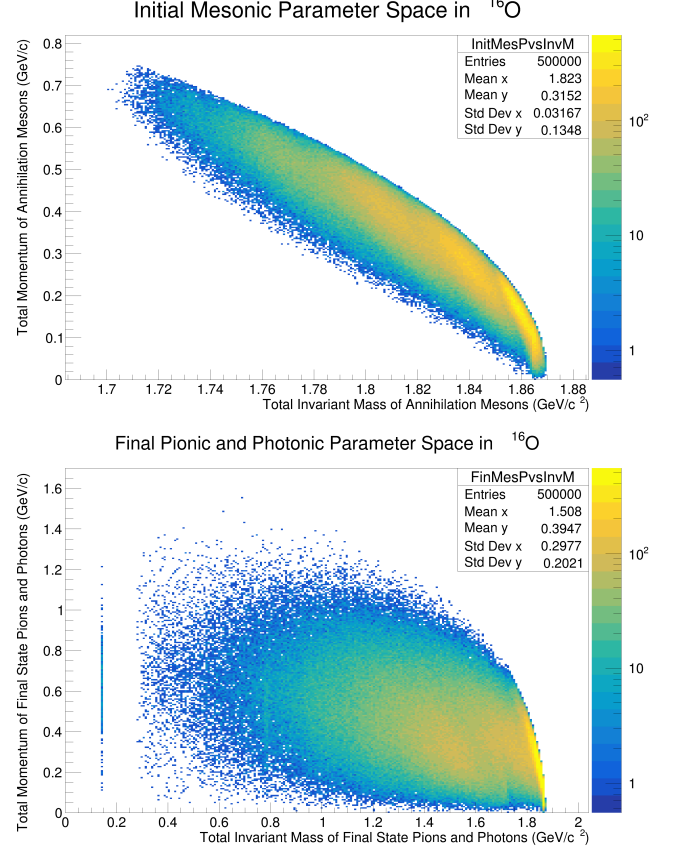 Initial Mesonic Parameter Space in ¹⁶O
Total Momentum of Annihilation Mesons (GeV/c)
0.8
0.7
0.6
0.5
0.4
0.3
0.2
0.1
0
InitMesPvsInvM
Entries 500000
Mean x 1.823
Mean y 0.3152
Std Dev x 0.03167
Std Dev y 0.1348
10²
10
1
1.7 1.72 1.74 1.76 1.78 1.8 1.82 1.84 1.86 1.88
Total Invariant Mass of Annihilation Mesons (GeV/c ²)
Final Pionic and Photonic Parameter Space in ¹⁶O
Total Momentum of Final State Pions and Photons (GeV/c)
1.6
1.4
1.2
1
0.8
0.6
0.4
0.2
0
FinMesPvsInvM
Entries 500000
Mean x 1.508
Mean y 0.3947
Std Dev x 0.2977
Std Dev y 0.2021
10²
10
1
0 0.2 0.4 0.6 0.8 1 1.2 1.4 1.6 1.8 2
Total Invariant Mass of Final State Pions and Photons (GeV/c ²)